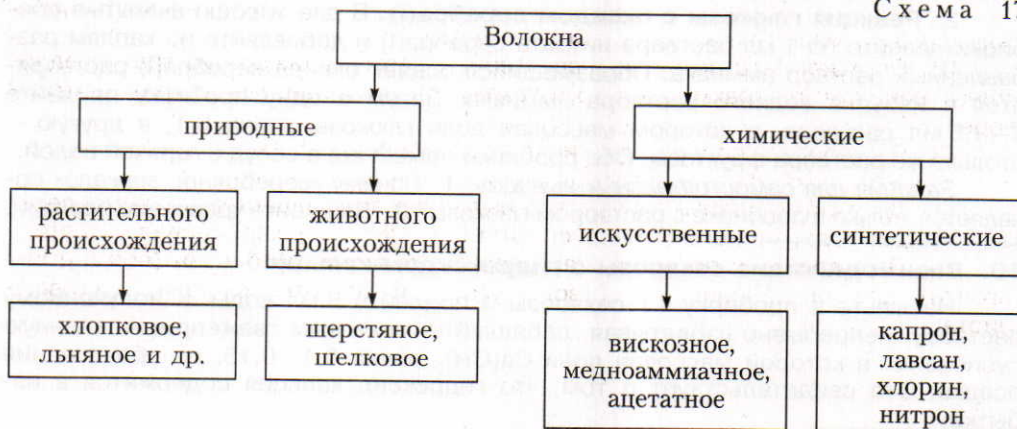 Схема 17
Волокна
природные
химические
растительного
происхождения
животного
происхождения
искусственные
синтетические
хлопковое,
льняное и др.
шерстяное,
шелковое
вискозное,
медноаммиачное,
ацетатное
капрон,
лавсан,
хлорин,
нитрон